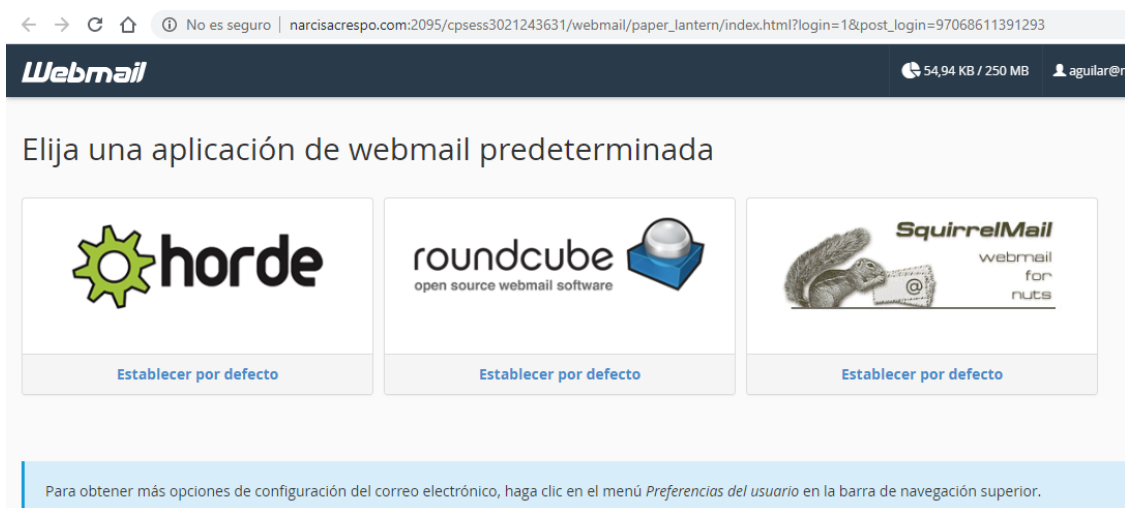 No es seguro | narcisacrespo.com:2095/cpsess3021243631/webmail/paper_lantern/index.html?login=1&post_login=97068611391293
Webmail 54,94 KB / 250 MB aguilar@
Elija una aplicación de webmail predeterminada
horde
roundcube
open source webmail software
SquirrelMail
webmail
for
nuts
@
Establecer por defecto Establecer por defecto Establecer por defecto
Para obtener más opciones de configuración del correo electrónico, haga clic en el menú Preferencias del usuario en la barra de navegación superior.